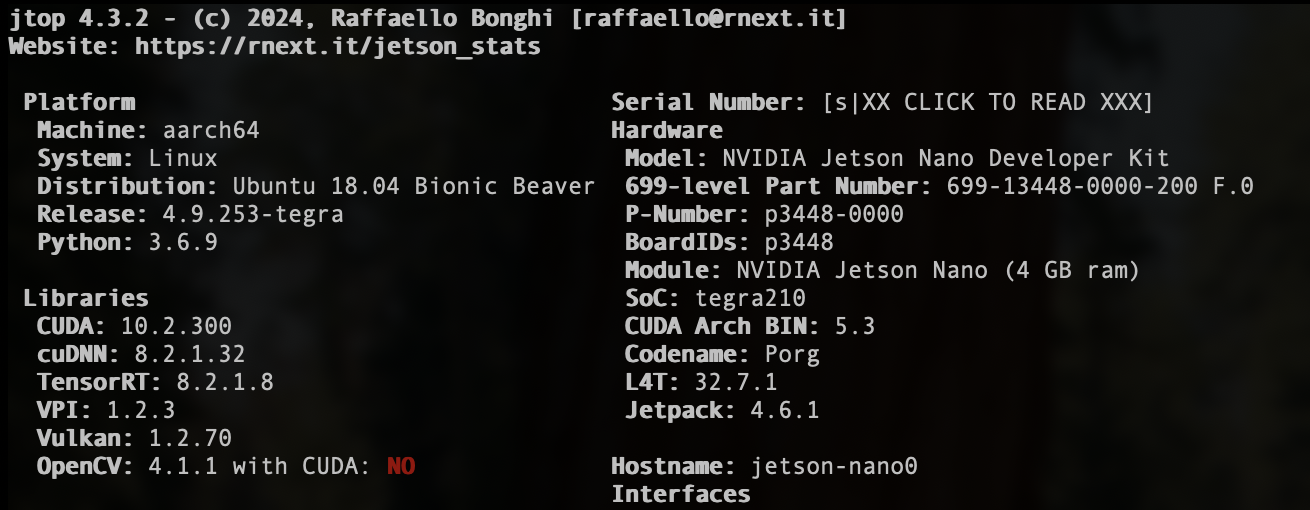 jtop 4.3.2 - (c) 2024, Raffaello Bonghi [raffaello@rnext.it]
Website: https://rnext.it/jetson_stats
Platform
Machine: aarch64
System: Linux
Distribution: Ubuntu 18.04 Bionic Beaver
Release: 4.9.253-tegra
Python: 3.6.9
Libraries
CUDA: 10.2.300
cuDNN: 8.2.1.32
TensorRT: 8.2.1.8
VPI: 1.2.3
Vulkan: 1.2.70
OpenCV: 4.1.1 with CUDA: NO
Serial Number: [s|XX CLICK TO READ XXX]
Hardware
Model: NVIDIA Jetson Nano Developer Kit
699-level Part Number: 699-13448-0000-200 F.0
P-Number: p3448-0000
BoardIDs: p3448
Module: NVIDIA Jetson Nano (4 GB ram)
SoC: tegra210
CUDA Arch BIN: 5.3
Codename: Porg
L4T: 32.7.1
Jetpack: 4.6.1
Hostname: jetson-nano0
Interfaces